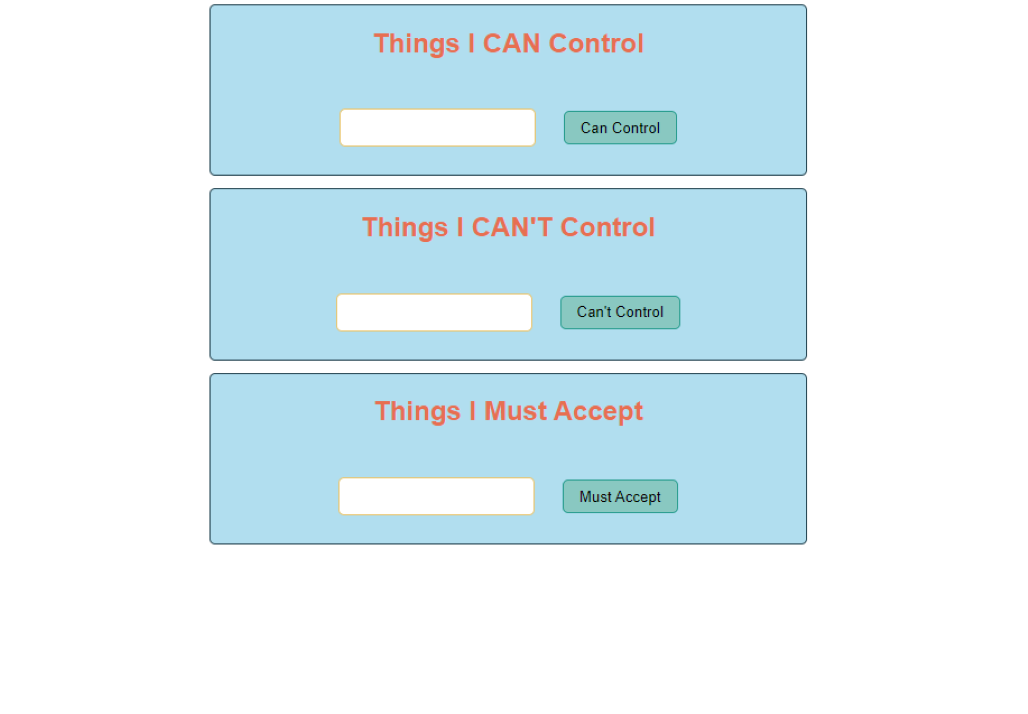 Things I CAN Control
Can Control
Things I CAN'T Control
Can't Control
Things I Must Accept
Must Accept